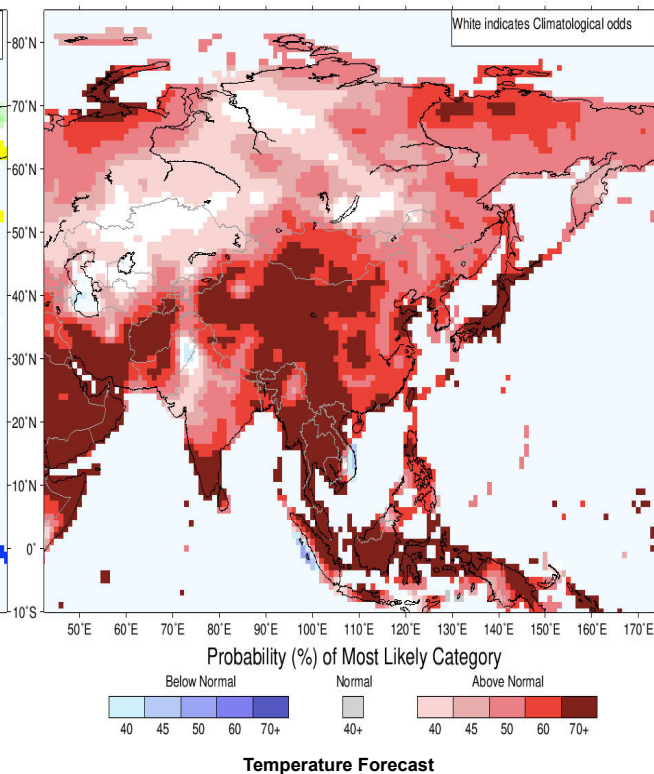 White indicates Climatological odds
80°N
70°N
60°N
50°N
40°N
30°N
20°N
10°N
0°
10°S
50°E 60°E 70°E 80°E 90°E 100°E 110°E 120°E 130°E 140°E 150°E 160°E 170°E
Probability (%) of Most Likely Category
Below Normal Normal Above Normal
40 45 50 60 70+ 40+ 40 45 50 60 70+
Temperature Forecast